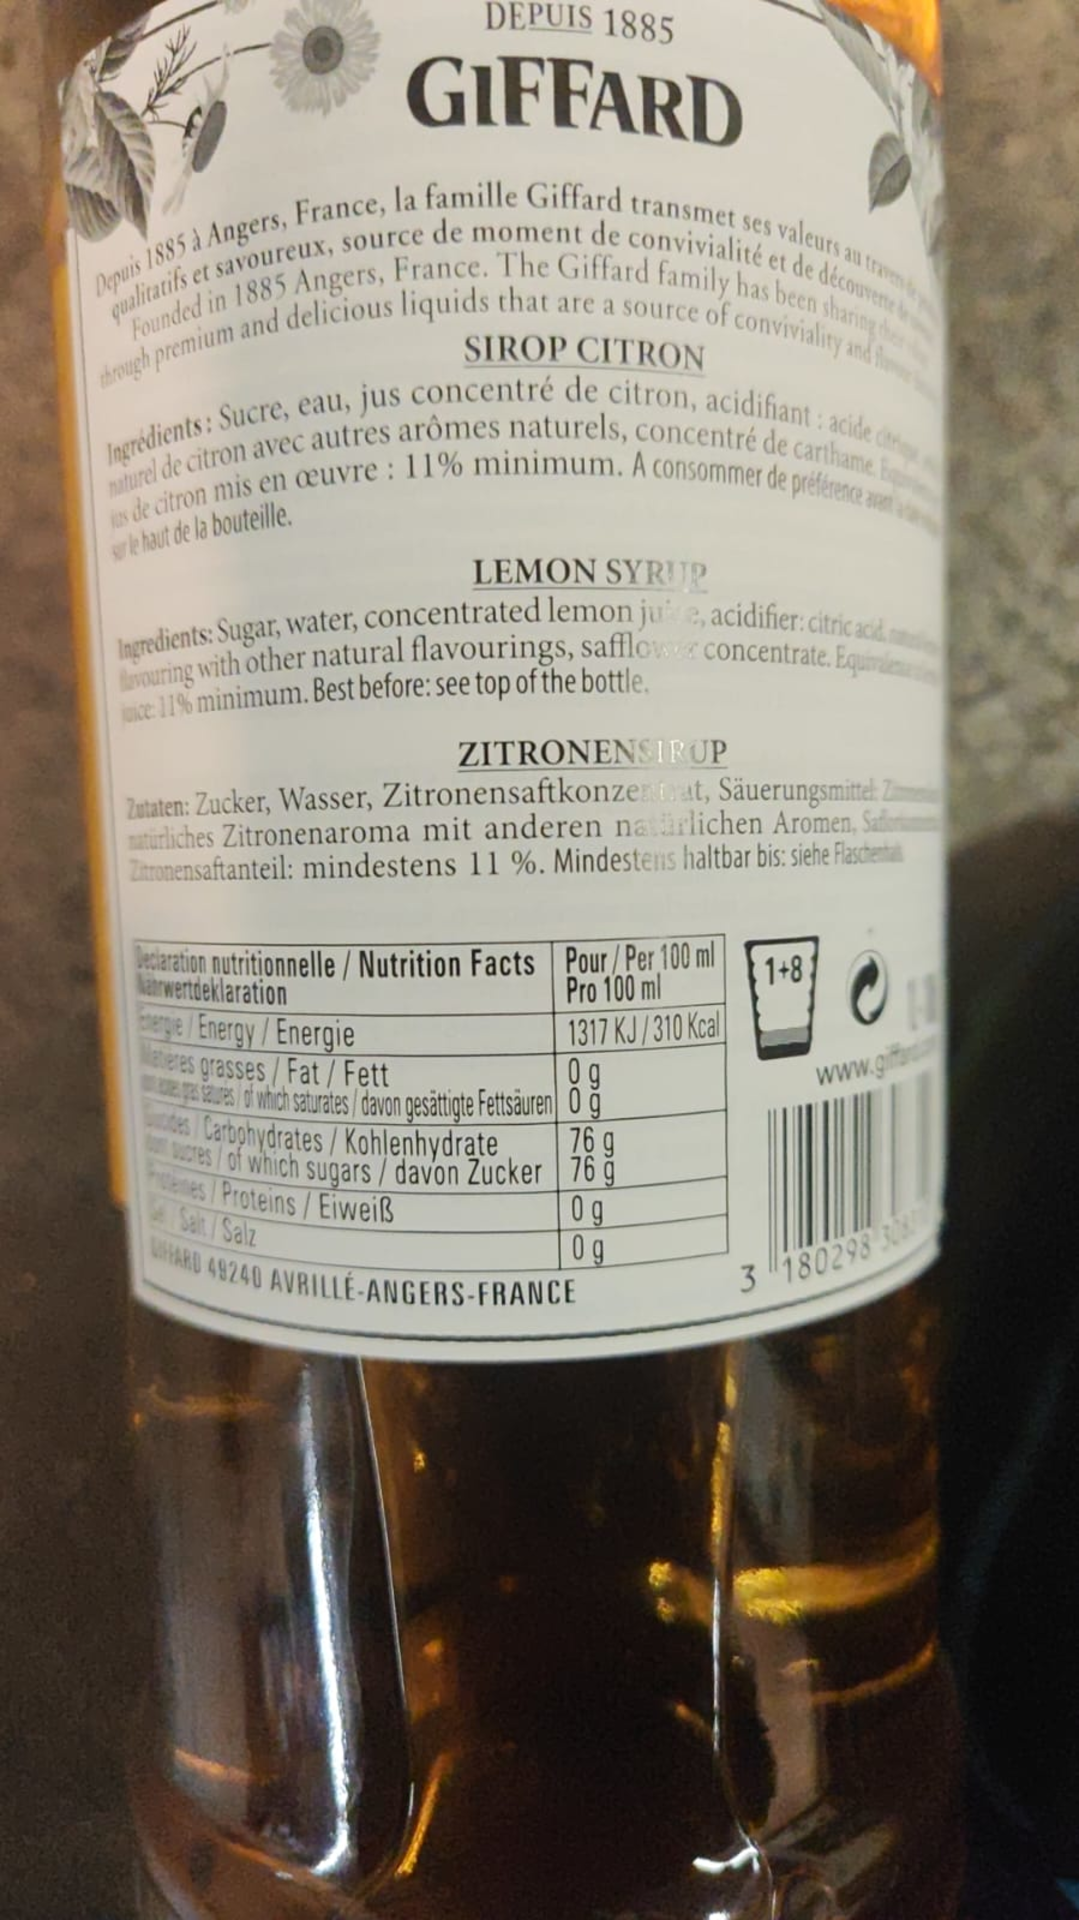 DEPUIS 1885
GIFFARD
Depuis 1885 à Angers, France, la famille Giffard transmet ses valeurs au travers de
qualitatifs et savoureux, source de moment de convivialité et de découverte de
Founded in 1885 Angers, France. The Giffard family has been sharing
through premium and delicious liquids that are a source of conviviality and
SIROP CITRON
Ingrédients : Sucre, eau, jus concentré de citron, acidifiant : acide citrique,
naturel de citron avec autres arômes naturels, concentré de carthame.
jus de citron mis en œuvre : 11% minimum. A consommer de préférence avant la date
sur le haut de la bouteille.
LEMON SYRUP
Ingredients: Sugar, water, concentrated lemon juice, acidifier: citric acid,
flavouring with other natural flavourings, safflower concentrate.
juice: 11% minimum. Best before: see top of the bottle.
ZITRONENSIRUP
Zutaten: Zucker, Wasser, Zitronensaftkonzentrat, Säuerungsmittel:
natürliches Zitronenaroma mit anderen natürlichen Aromen,
Zitronensaftanteil: mindestens 11 %. Mindestens haltbar bis: siehe
Declaration nutritionnelle / Nutrition Facts Pour / Per 100 ml
Närwertdeklaration Pro 100 ml
Energie / Energy / Energie 1317 KJ / 310 Kcal
Matières grasses / Fat / Fett 0 g
dont acides gras saturés / of which saturates / davon gesättigte Fettsäuren 0 g
Glucides / Carbohydrates / Kohlenhydrate 76 g
dont sucres / of which sugars / davon Zucker 76 g
Protéines / Proteins / Eiweiß 0 g
Sel / Salt / Salz 0 g
GIFFARD 49240 AVRILLÉ-ANGERS-FRANCE
1+8
www.giffard
3 180298